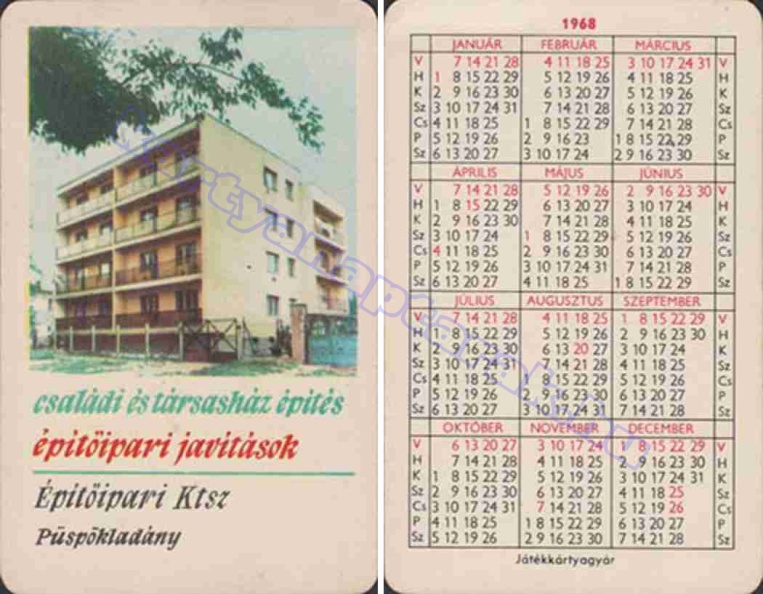 családi és társasház építés
építőipari javítások
Építőipari Ktsz
Püspökladány
1968
JANUÁR FEBRUÁR MÁRCIUS
V 7 14 21 28 4 11 18 25 3 10 17 24 31 V
H 1 8 15 22 29 5 12 19 26 4 11 18 25 H
K 2 9 16 23 30 6 13 20 27 5 12 19 26 K
Sz 3 10 17 24 31 7 14 21 28 6 13 20 27 Sz
Cs 4 11 18 25 1 8 15 22 29 7 14 21 28 Cs
P 5 12 19 26 2 9 16 23 1 8 15 22 29 P
Sz 6 13 20 27 3 10 17 24 2 9 16 23 30 Sz
ÁPRILIS MÁJUS JÚNIUS
V 7 14 21 28 5 12 19 26 2 9 16 23 30 V
H 1 8 15 22 29 6 13 20 27 3 10 17 24 H
K 2 9 16 23 30 7 14 21 28 4 11 18 25 K
Sz 3 10 17 24 1 8 15 22 29 5 12 19 26 Sz
Cs 4 11 18 25 2 9 16 23 30 6 13 20 27 Cs
P 5 12 19 26 3 10 17 24 31 7 14 21 28 P
Sz 6 13 20 27 4 11 18 25 1 8 15 22 29 Sz
JÚLIUS AUGUSZTUS SZEPTEMBER
V 7 14 21 28 4 11 18 25 1 8 15 22 29 V
H 1 8 15 22 29 5 12 19 26 2 9 16 23 30 H
K 2 9 16 23 30 6 13 20 27 3 10 17 24 K
Sz 3 10 17 24 31 7 14 21 28 4 11 18 25 Sz
Cs 4 11 18 25 1 8 15 22 29 5 12 19 26 Cs
P 5 12 19 26 2 9 16 23 30 6 13 20 27 P
Sz 6 13 20 27 3 10 17 24 31 7 14 21 28 Sz
OKTÓBER NOVEMBER DECEMBER
V 6 13 20 27 3 10 17 24 1 8 15 22 29 V
H 7 14 21 28 4 11 18 25 2 9 16 23 30 H
K 1 8 15 22 29 5 12 19 26 3 10 17 24 31 K
Sz 2 9 16 23 30 6 13 20 27 4 11 18 25 Sz
Cs 3 10 17 24 31 7 14 21 28 5 12 19 26 Cs
P 4 11 18 25 1 8 15 22 29 6 13 20 27 P
Sz 5 12 19 26 2 9 16 23 30 7 14 21 28 Sz
Játékkártyagyár